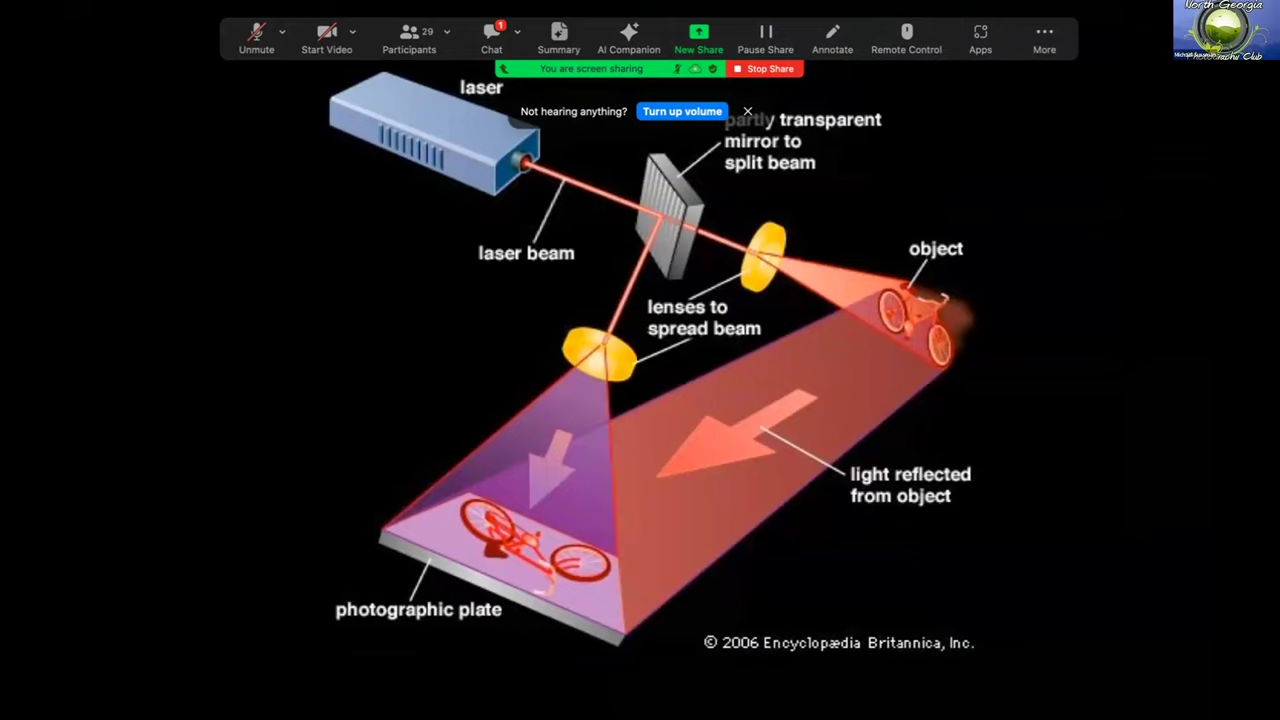 North Georgia
Photography Club
Unmute
Start Video
Participants
29
Chat
1
Summary
AI Companion
New Share
Pause Share
Annotate
Remote Control
Apps
More
You are screen sharing
Stop Share
Not hearing anything?
Turn up volume
laser
partly transparent
mirror to
split beam
laser beam
object
lenses to
spread beam
light reflected
from object
photographic plate
© 2006 Encyclopædia Britannica, Inc.